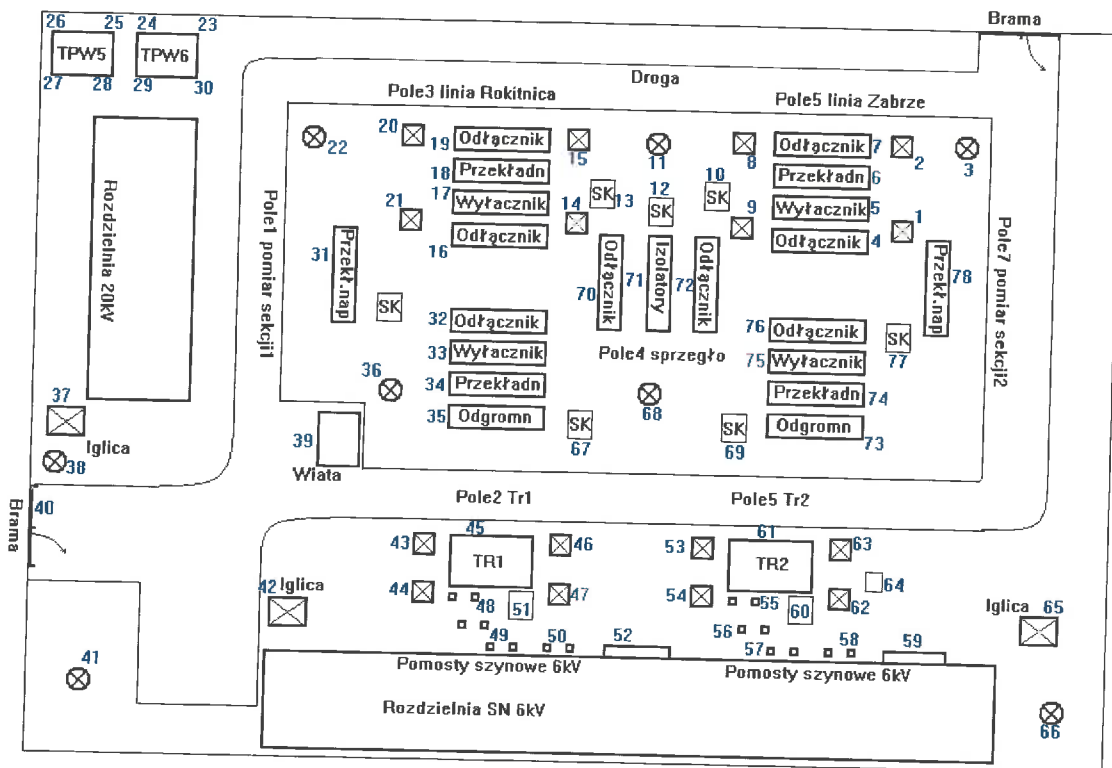 Brama
26 25 24 23
TPW5 TPW6
27 28 29 30
Droga
Pole3 linia Rokitnica
Pole5 linia Zabrze
22 20 19 Odłącznik 15 11 8 Odłącznik 7 2 3
18 Przekładn Przekładn 6
17 Wyłacznik SK 13 12 SK 10 SK Wyłacznik 5
21 16 Odłącznik 14 9 Odłącznik 4 1
Rozdzielnia 20kV
Pole1 pomiar sekcji1
31 Przekł.nap
70 Odłącznik 71 Izolatory 72 Odłącznik
Przekł.nap 78
Pole7 pomiar sekcji2
SK
32 Odłącznik
33 Wyłacznik
34 Przekładn
35 Odgromn
36
Pole4 sprzęgło
68
76 Odłącznik
75 Wyłacznik
Przekładn 74
Odgromn 73
SK 77
SK 67
SK 69
37
Iglica
38
39
Wiata
40
Brama
Pole2 Tr1
Pole5 Tr2
43 45 46
TR1
44 48 51 47
49 50 52
53 61 63
TR2
54 55 60 62 64
56 57 58 59
42 Iglica
Iglica 65
41
66
Pomosty szynowe 6kV
Pomosty szynowe 6kV
Rozdzielnia SN 6kV